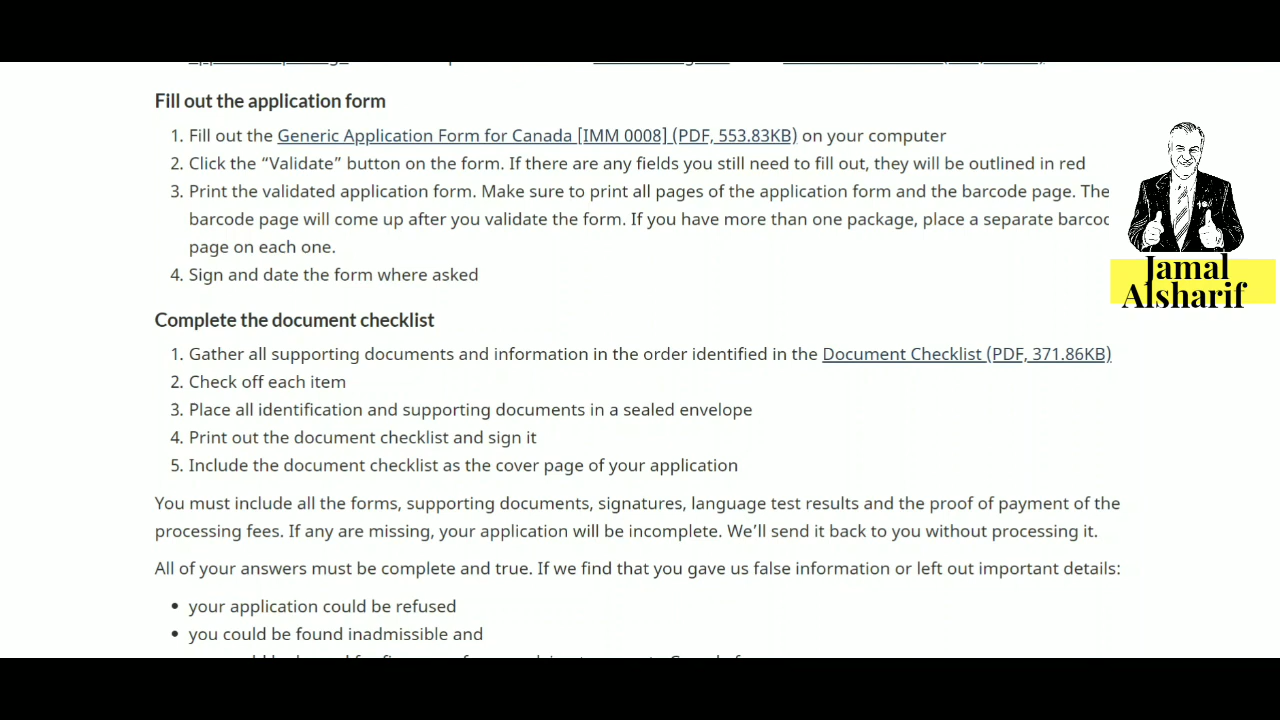 Fill out the application form
1. Fill out the Generic Application Form for Canada [IMM 0008] (PDF, 553.83KB) on your computer
2. Click the “Validate” button on the form. If there are any fields you still need to fill out, they will be outlined in red
3. Print the validated application form. Make sure to print all pages of the application form and the barcode page. The
barcode page will come up after you validate the form. If you have more than one package, place a separate barcod
page on each one.
4. Sign and date the form where asked
Jamal
Alsharif
Complete the document checklist
1. Gather all supporting documents and information in the order identified in the Document Checklist (PDF, 371.86KB)
2. Check off each item
3. Place all identification and supporting documents in a sealed envelope
4. Print out the document checklist and sign it
5. Include the document checklist as the cover page of your application
You must include all the forms, supporting documents, signatures, language test results and the proof of payment of the
processing fees. If any are missing, your application will be incomplete. We’ll send it back to you without processing it.
All of your answers must be complete and true. If we find that you gave us false information or left out important details:
• your application could be refused
• you could be found inadmissible and